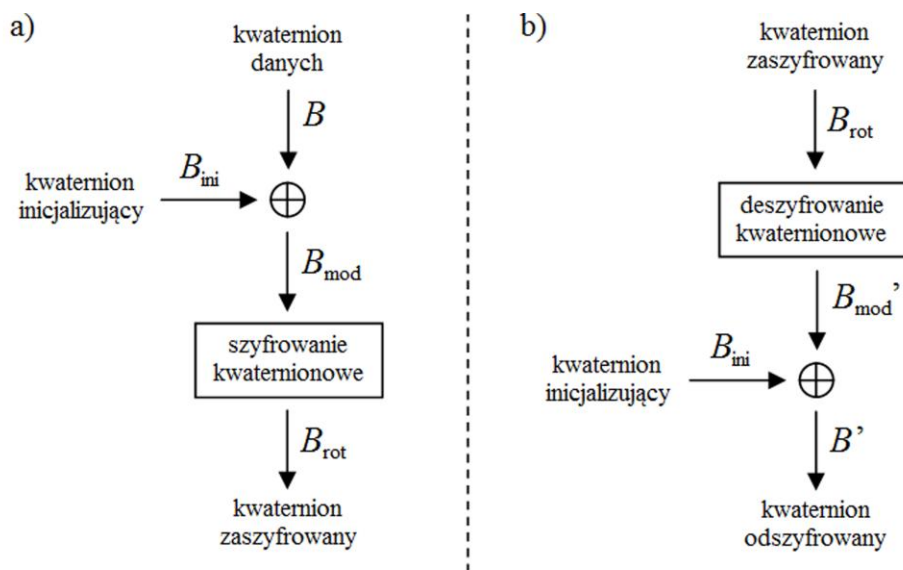 a)
kwaternion
danych
B
B_ini
kwaternion
inicjalizujący
B_mod
szyfrowanie
kwaternionowe
B_rot
kwaternion
zaszyfrowany
b)
kwaternion
zaszyfrowany
B_rot
deszyfrowanie
kwaternionowe
B_mod’
B_ini
kwaternion
inicjalizujący
B’
kwaternion
odszyfrowany